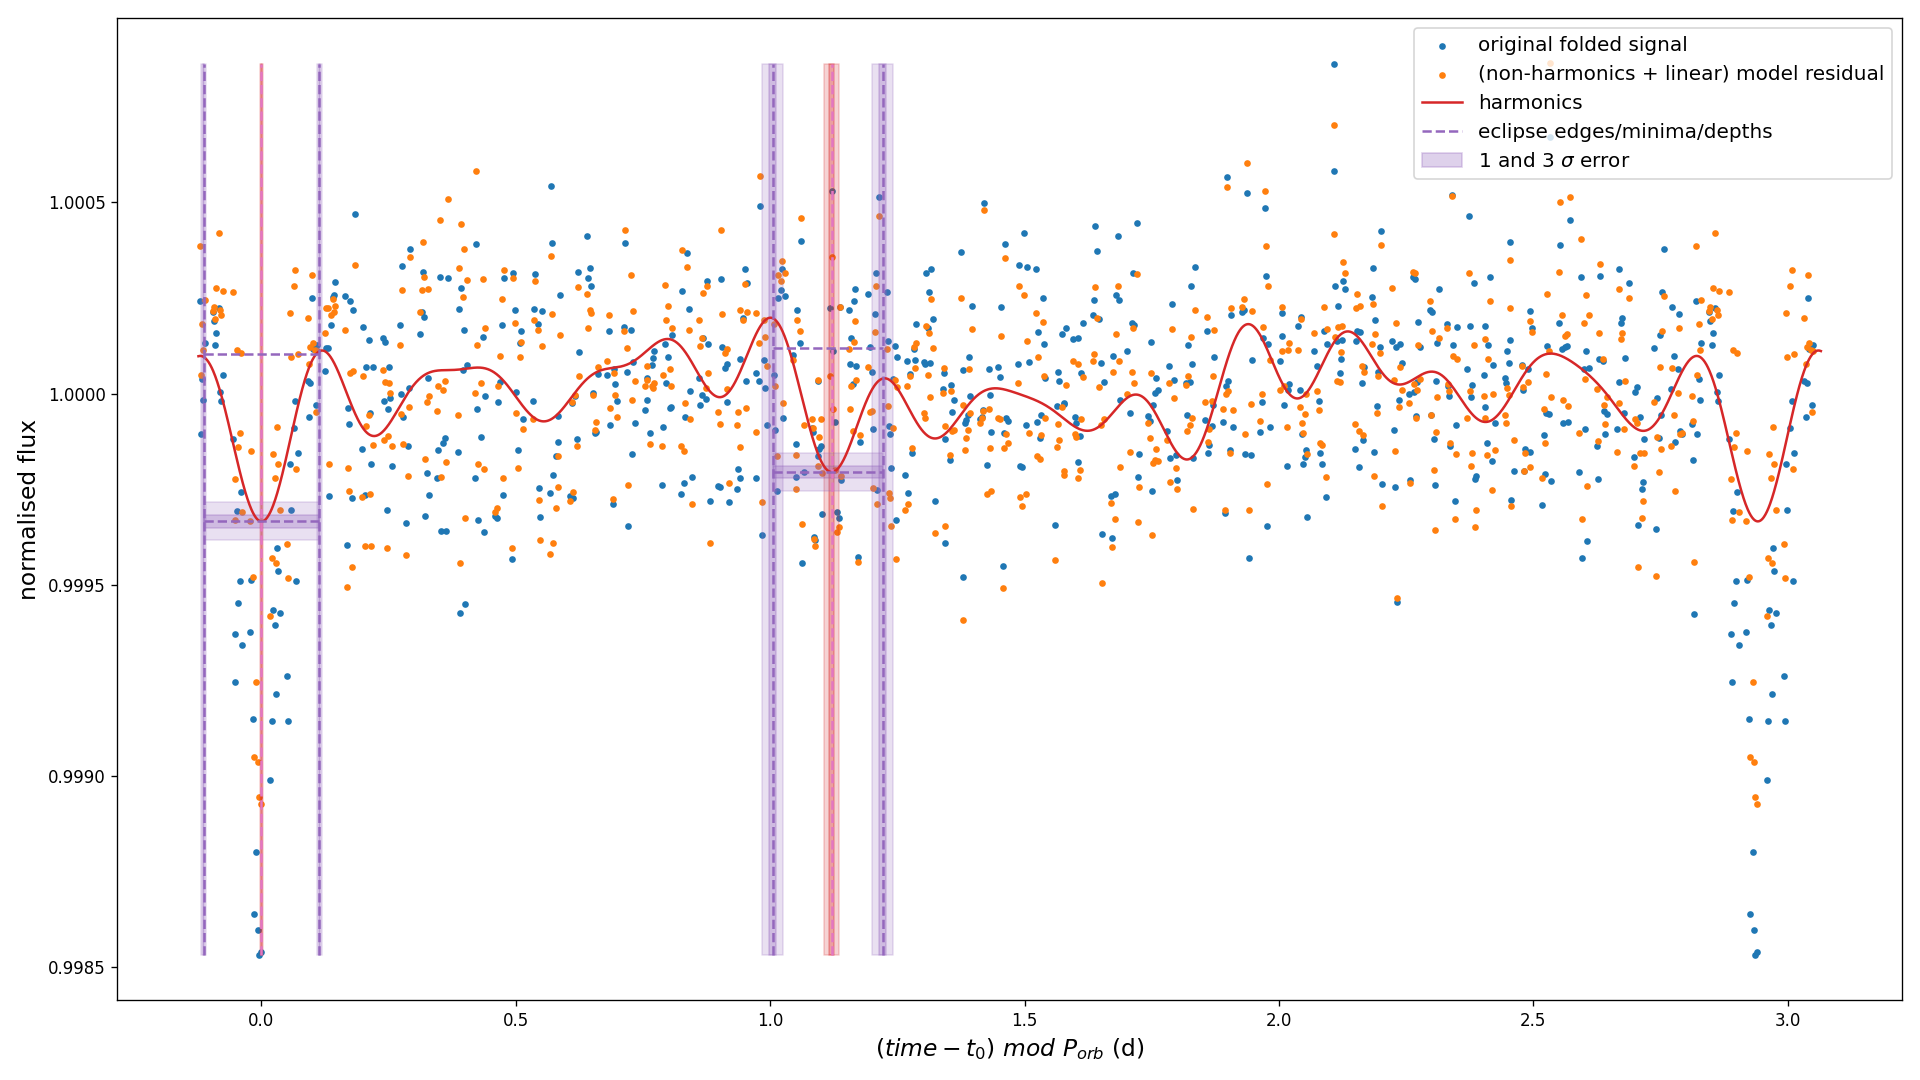 original folded signal
(non-harmonics + linear) model residual
harmonics
eclipse edges/minima/depths
1 and 3 σ error
normalised flux
1.0005
1.0000
0.9995
0.9990
0.9985
0.0 0.5 1.0 1.5 2.0 2.5 3.0
(time − t₀) mod P_orb (d)